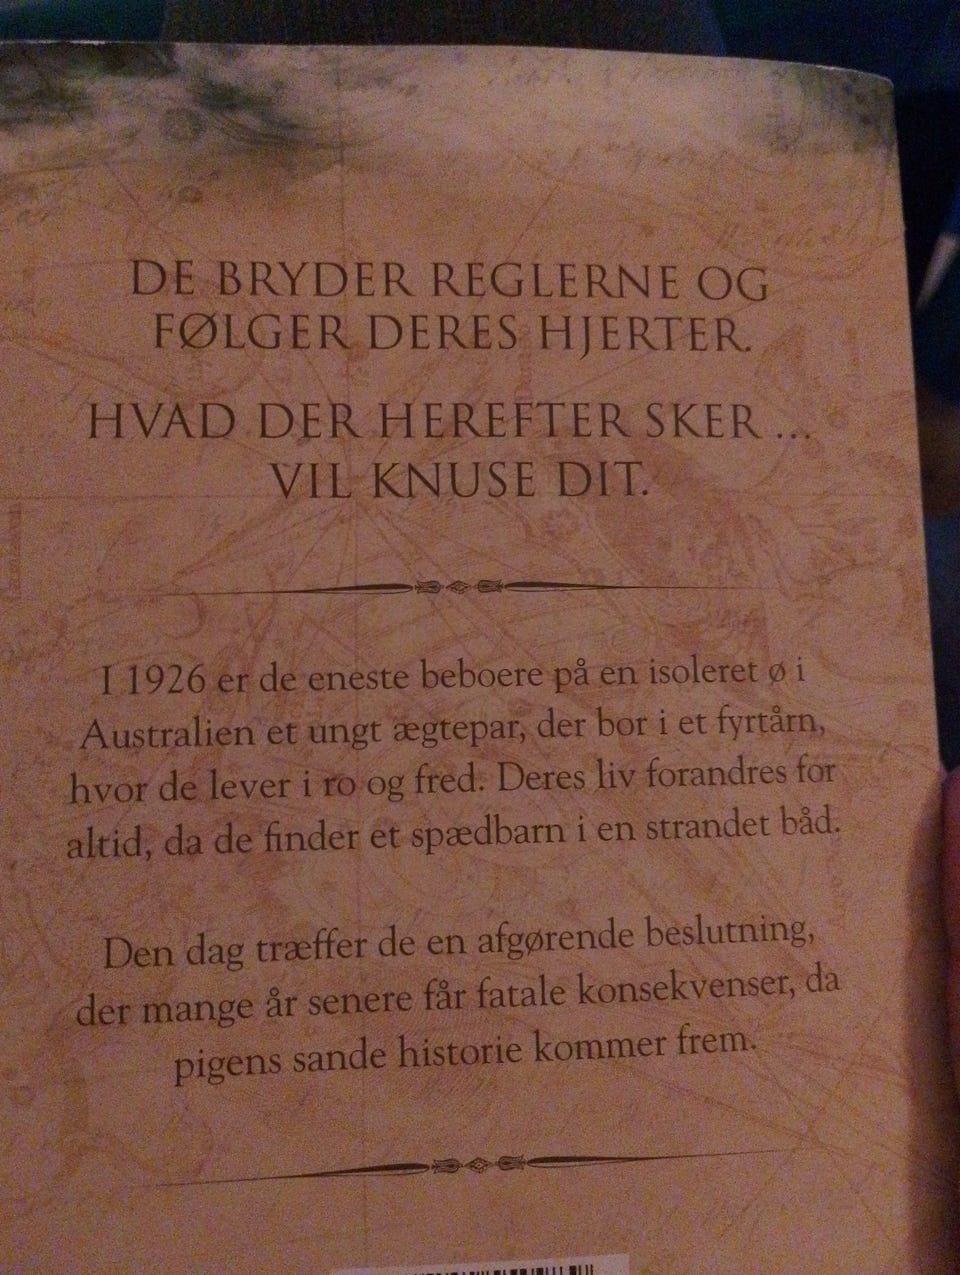 DE BRYDER REGLERNE OG
FØLGER DERES HJERTER.
HVAD DER HEREFTER SKER ...
VIL KNUSE DIT.
I 1926 er de eneste beboere på en isoleret ø i
Australien et ungt ægtepar, der bor i et fyrtårn,
hvor de lever i ro og fred. Deres liv forandres for
altid, da de finder et spædbarn i en strandet båd.
Den dag træffer de en afgørende beslutning,
der mange år senere får fatale konsekvenser, da
pigens sande historie kommer frem.